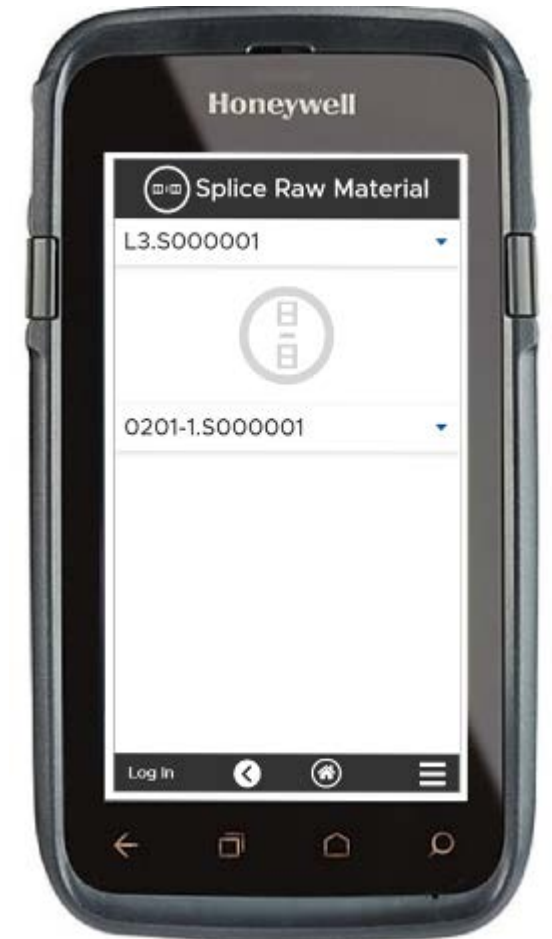 Honeywell
Splice Raw Material
L3.S000001
0201-1.S000001
Log In